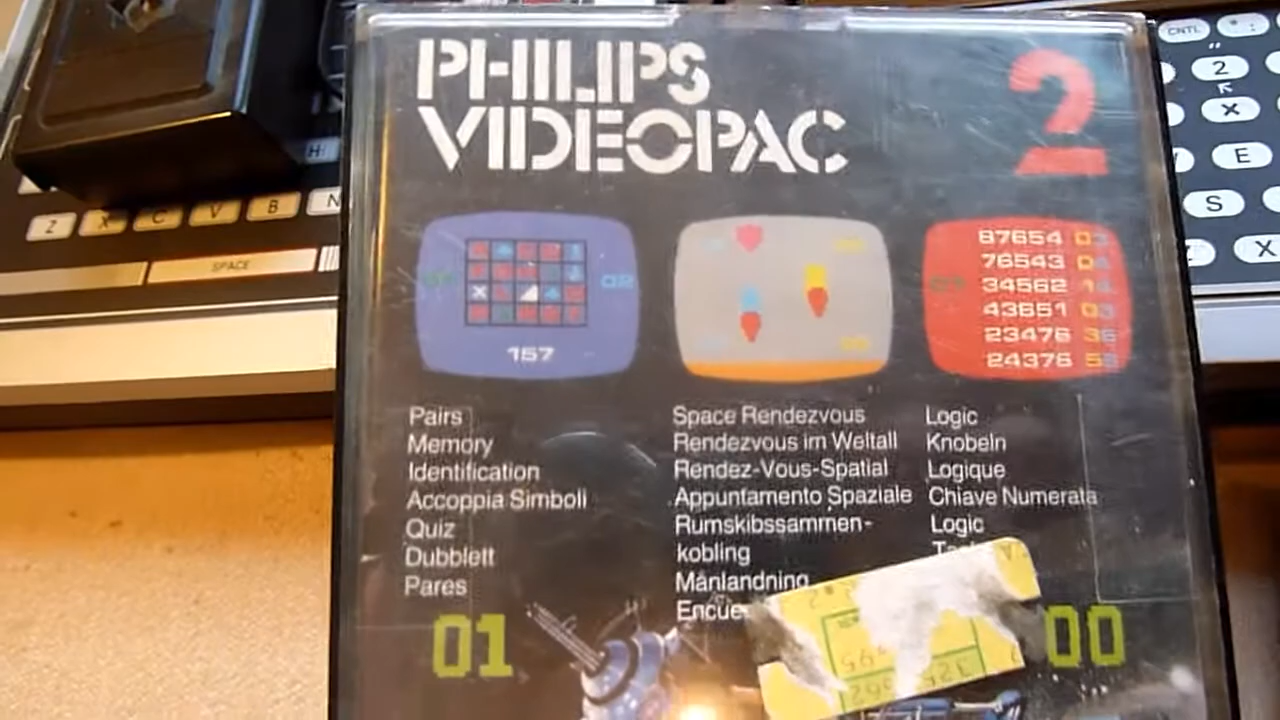 PHILIPS
VIDEOPAC
2
157
02
87654
76543
34562
43651
23476
24376
Pairs
Memory
Identification
Accoppia Simboli
Quiz
Dubblett
Pares
Space Rendezvous
Rendezvous im Weltall
Rendez-Vous-Spatial
Appuntamento Spaziale
Rumskibssammen-
kobling
Månlandning
Logic
Knobeln
Logique
Chiave Numerata
Logic
01
00
Z X C V B N
SPACE
CNTL
2
X
E
S
X